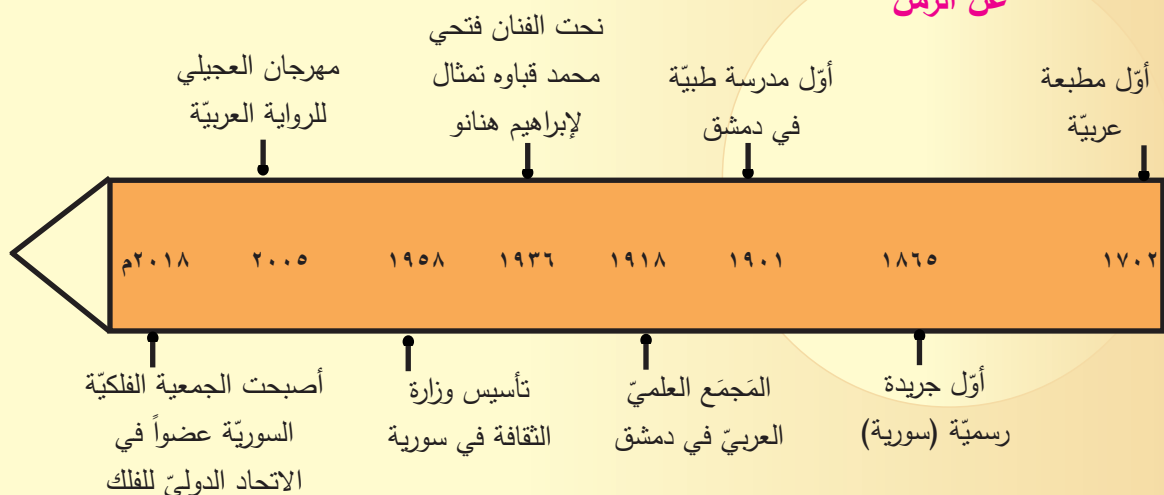 عن الزمن
أوّل مطبعة
عربيّة
أوّل مدرسة طبيّة
في دمشق
نحت الفنان فتحي
محمد قباوه تمثال
لإبراهيم هنانو
مهرجان العجيلي
للرواية العربيّة
١٧٠٢ ١٨٦٥ ١٩٠١ ١٩١٨ ١٩٣٦ ١٩٥٨ ٢٠٠٥ ٢٠١٨م
أوّل جريدة
رسميّة (سورية)
المَجمَع العلميّ
العربيّ في دمشق
تأسيس وزارة
الثقافة في سورية
أصبحت الجمعية الفلكيّة
السوريّة عضواً في
الاتحاد الدوليّ للفلك